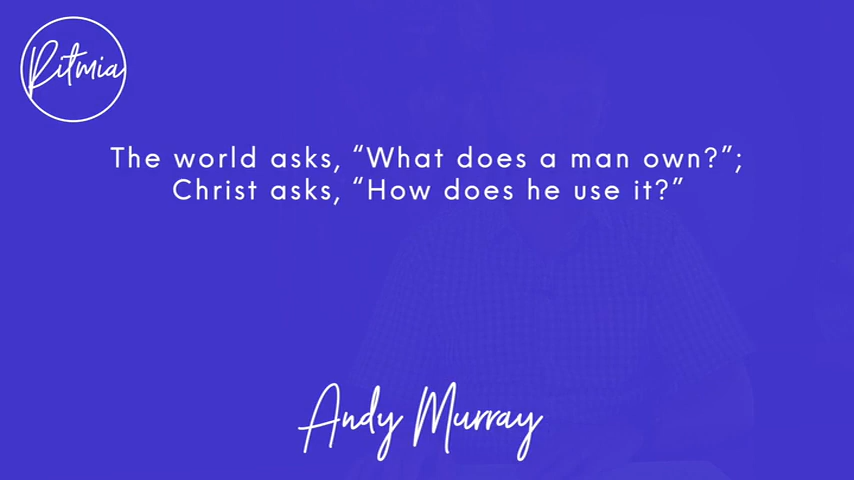 Ritmia
The world asks, “What does a man own?”;
Christ asks, “How does he use it?”
Andy Murray